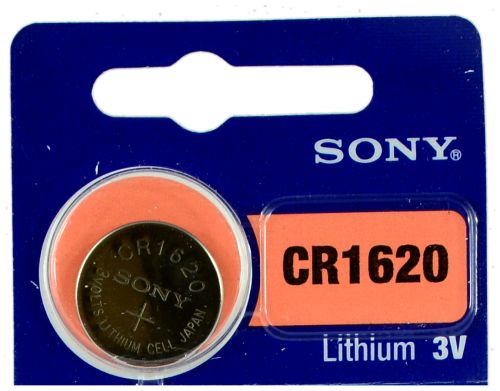 SONY®
CR1620
Lithium 3V
CR1620
SONY
+
3VOLTS LITHIUM CELL JAPAN.